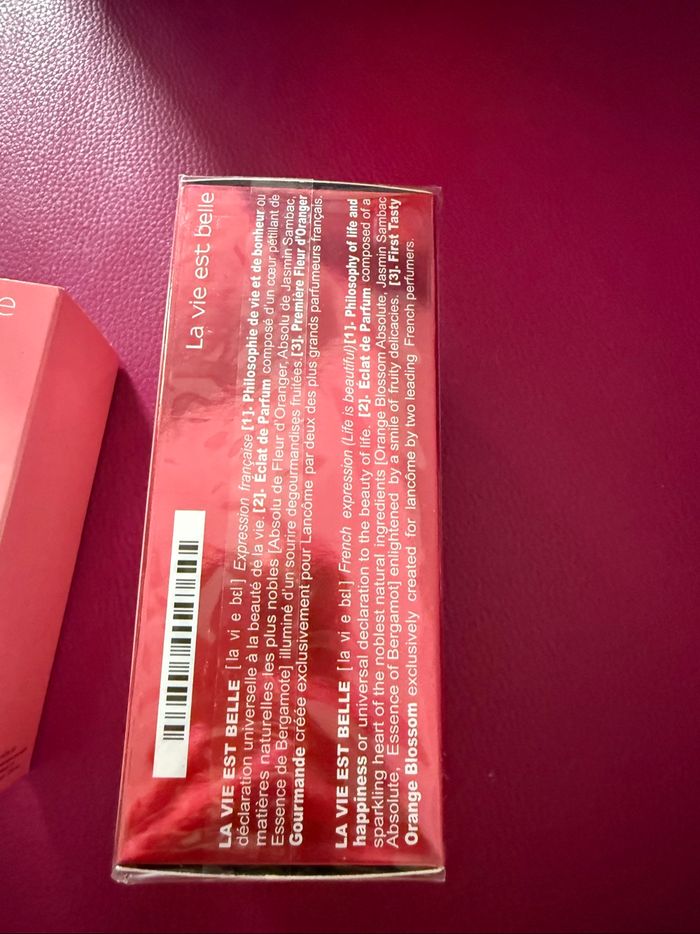 La vie est belle
LA VIE EST BELLE [la vi e bɛl] Expression française [1]. Philosophie de vie et de bonheur ou
déclaration universelle à la beauté de la vie. [2]. Éclat de Parfum composé d'un cœur pétillant de
matières naturelles les plus nobles [Absolu de Fleur d'Oranger, Absolu de Jasmin Sambac,
Essence de Bergamote] illuminé d'un sourire degourmandises fruitées. [3]. Première Fleur d'Oranger
Gourmande créée exclusivement pour Lancôme par deux des plus grands parfumeurs français.
LA VIE EST BELLE [la vi e bɛl] French expression (Life is beautiful) [1]. Philosophy of life and
happiness or universal declaration to the beauty of life. [2]. Éclat de Parfum composed of a
sparkling heart of the noblest natural ingredients [Orange Blossom Absolute, Jasmin Sambac
Absolute, Essence of Bergamot] enlightened by a smile of fruity delicacies. [3]. First Tasty
Orange Blossom exclusively created for lancôme by two leading French perfumers.